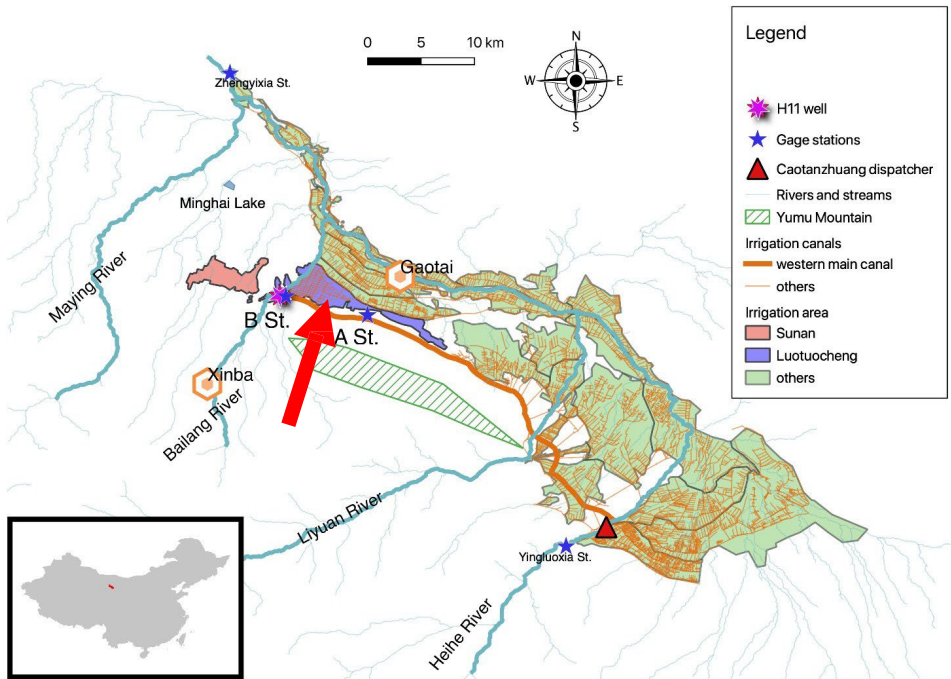 0 5 10 km
N
W E
S
Zhengyixia St.
Minghai Lake
Maying River
Gaotai
B St.
A St.
Xinba
Bailang River
Liyuan River
Yingluoxia St.
Heihe River
Legend
H11 well
Gage stations
Caotanzhuang dispatcher
Rivers and streams
Yumu Mountain
Irrigation canals
western main canal
others
Irrigation area
Sunan
Luotuocheng
others